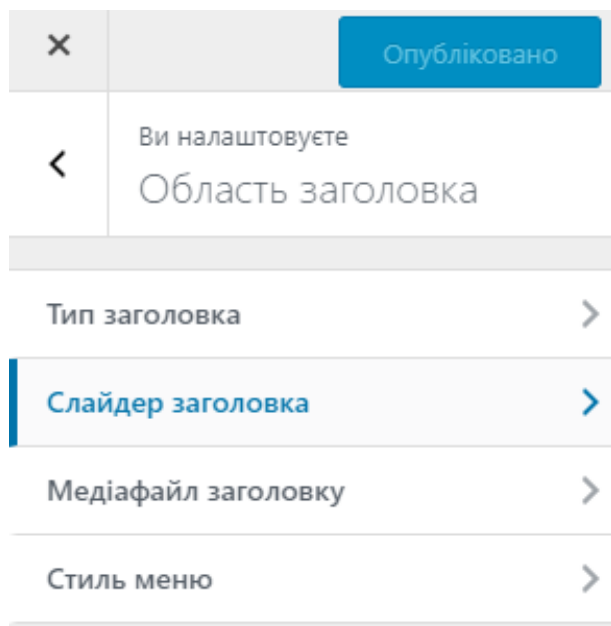 Опубліковано
Ви налаштовуєте
Область заголовка
Тип заголовка
Слайдер заголовка
Медіафайл заголовку
Стиль меню